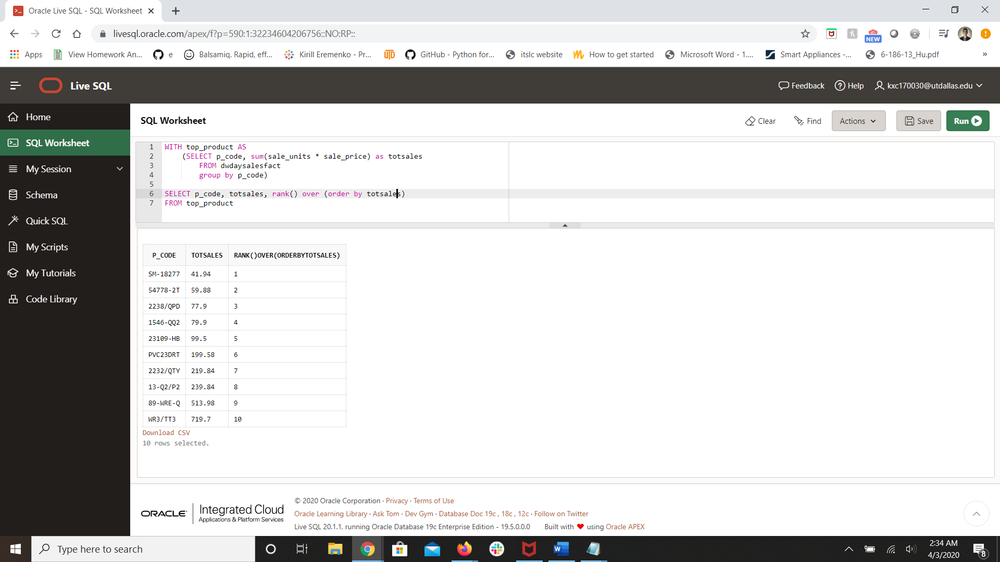 Oracle Live SQL - SQL Worksheet
livesql.oracle.com/apex/f?p=590:1:32234604206756::NO:RP::
NEW
Apps
View Homework An...
e
Balsamiq. Rapid, eff...
Kirill Eremenko - Pr...
UTD
GitHub - Python for...
itslc website
How to get started
Microsoft Word - 1....
Smart Appliances -...
6-186-13_Hu.pdf
»
Live SQL
Feedback
Help
kxc170030@utdallas.edu
Home
SQL Worksheet
My Session
Schema
Quick SQL
My Scripts
My Tutorials
Code Library
SQL Worksheet
Clear
Find
Actions
Save
Run
1 WITH top_product AS
2 (SELECT p_code, sum(sale_units * sale_price) as totsales
3 FROM dwdaysalesfact
4 group by p_code)
5
6 SELECT p_code, totsales, rank() over (order by totsales)
7 FROM top_product
P_CODE TOTSALES RANK()OVER(ORDERBYTOTSALES)
SM-18277 41.94 1
54778-2T 59.88 2
2238/QPD 77.9 3
1546-QQ2 79.9 4
23109-HB 99.5 5
PVC23DRT 199.58 6
2232/QTY 219.84 7
13-Q2/P2 239.84 8
89-WRE-Q 513.98 9
WR3/TT3 719.7 10
Download CSV
10 rows selected.
ORACLE Integrated Cloud
Applications & Platform Services
© 2020 Oracle Corporation · Privacy · Terms of Use
Oracle Learning Library · Ask Tom · Dev Gym · Database Doc 19c, 18c, 12c · Follow on Twitter
Live SQL 20.1.1, running Oracle Database 19c Enterprise Edition - 19.5.0.0.0 Built with ❤ using Oracle APEX
Type here to search
2:34 AM
4/3/2020
8